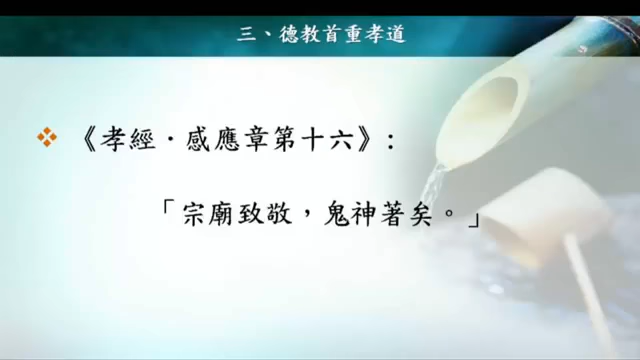 三、德教首重孝道
《孝經．感應章第十六》:
「宗廟致敬，鬼神著矣。」